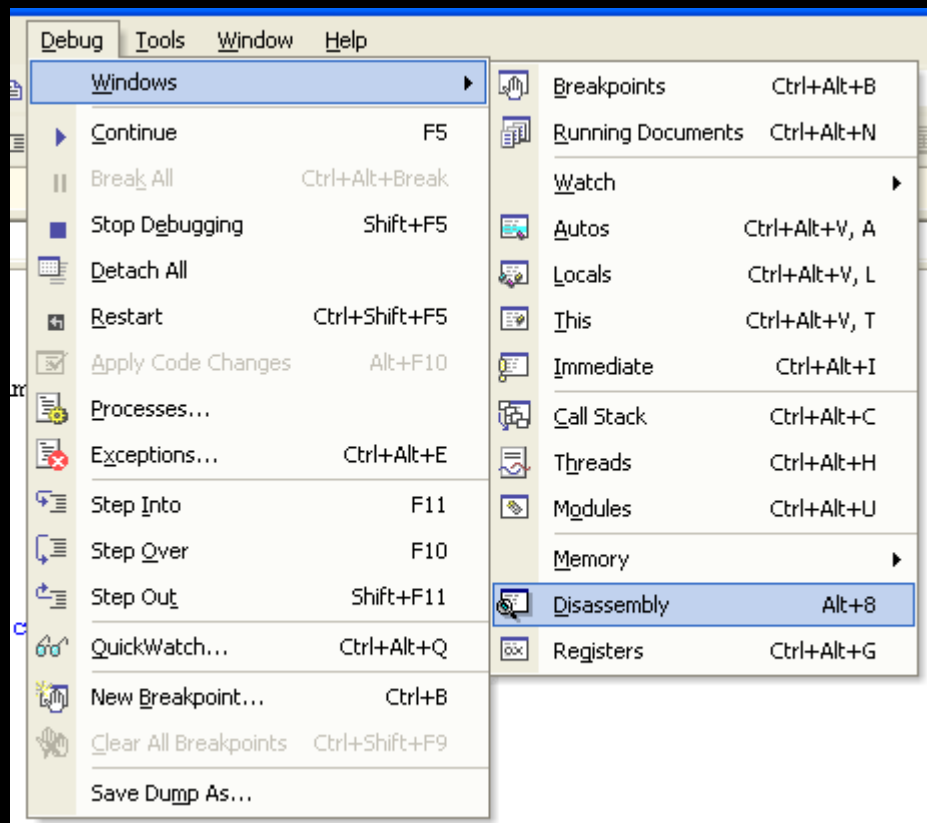 Debug Tools Window Help
Windows
Continue F5
Break All Ctrl+Alt+Break
Stop Debugging Shift+F5
Detach All
Restart Ctrl+Shift+F5
Apply Code Changes Alt+F10
Processes...
Exceptions... Ctrl+Alt+E
Step Into F11
Step Over F10
Step Out Shift+F11
QuickWatch... Ctrl+Alt+Q
New Breakpoint... Ctrl+B
Clear All Breakpoints Ctrl+Shift+F9
Save Dump As...
Breakpoints Ctrl+Alt+B
Running Documents Ctrl+Alt+N
Watch
Autos Ctrl+Alt+V, A
Locals Ctrl+Alt+V, L
This Ctrl+Alt+V, T
Immediate Ctrl+Alt+I
Call Stack Ctrl+Alt+C
Threads Ctrl+Alt+H
Modules Ctrl+Alt+U
Memory
Disassembly Alt+8
Registers Ctrl+Alt+G